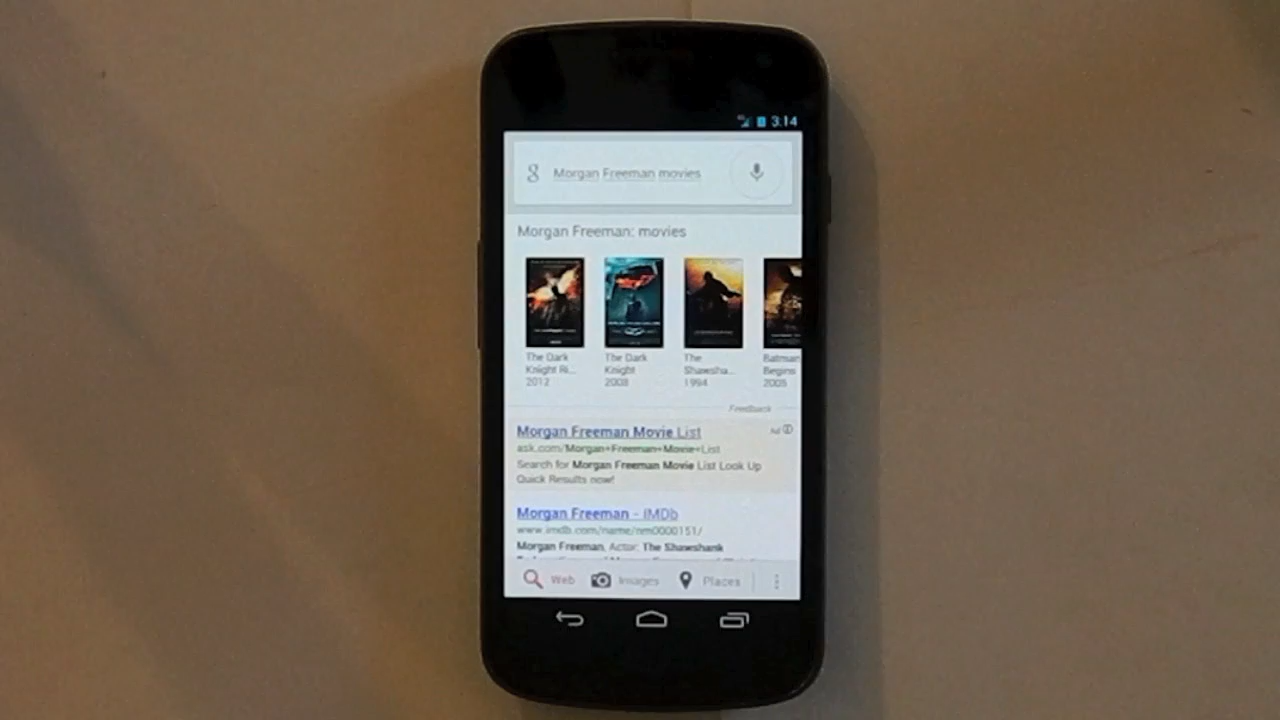 3:14
Morgan Freeman movies
Morgan Freeman: movies
The Dark
Knight Ri...
2012
The Dark
Knight
2008
The
Shawsha...
1994
Batman
Begins
2005
Feedback
Morgan Freeman Movie List
Ad
ask.com/Morgan+Freeman+Movie+List
Search for Morgan Freeman Movie List Look Up
Quick Results now!
Morgan Freeman - IMDb
www.imdb.com/name/nm0000151/
Morgan Freeman, Actor: The Shawshank
Web
Images
Places